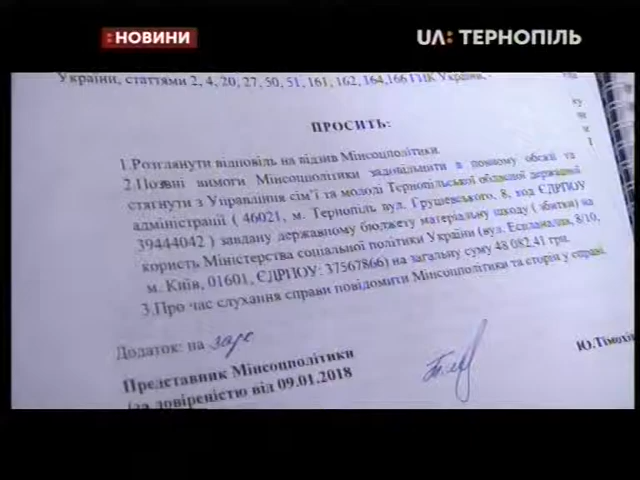 :НОВИНИ
UA: ТЕРНОПІЛЬ
України, статтями 2, 4, 20, 27, 50, 51, 161, 162, 164,166 ГПК України,
ПРОСИТЬ:
1.Розглянути відповідь на відзив Мінсоцполітики.
2.Позовні вимоги Мінсоцполітики задовільнити в повному обсязі та
стягнути з Управління сім'ї та молоді Тернопільської обласної державної
адміністрації ( 46021, м. Тернопіль вул. Грушевського, 8, код ЄДРПОУ
39444042 ) завдану державному бюджету матеріальну шкоду ( збитки) на
користь Міністерства соціальної політики України (вул. Еспланадна, 8/10,
м. Київ, 01601, ЄДРПОУ: 37567866) на загальну суму 48 082,41 грн.
3.Про час слухання справи повідомити Мінсоцполітики та сторін у справі.
Додаток: на
Представник Мінсоцполітики
(за довіреністю від 09.01.2018